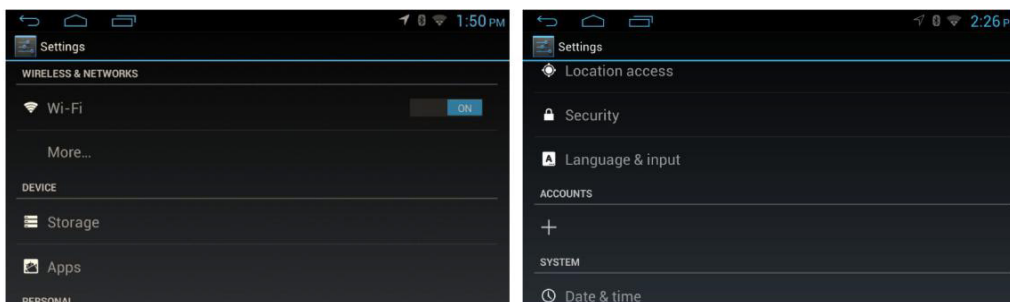 1:50 PM
Settings
WIRELESS & NETWORKS
Wi-Fi
ON
More...
DEVICE
Storage
Apps
PERSONAL
2:26 P
Settings
Location access
Security
Language & input
ACCOUNTS
SYSTEM
Date & time